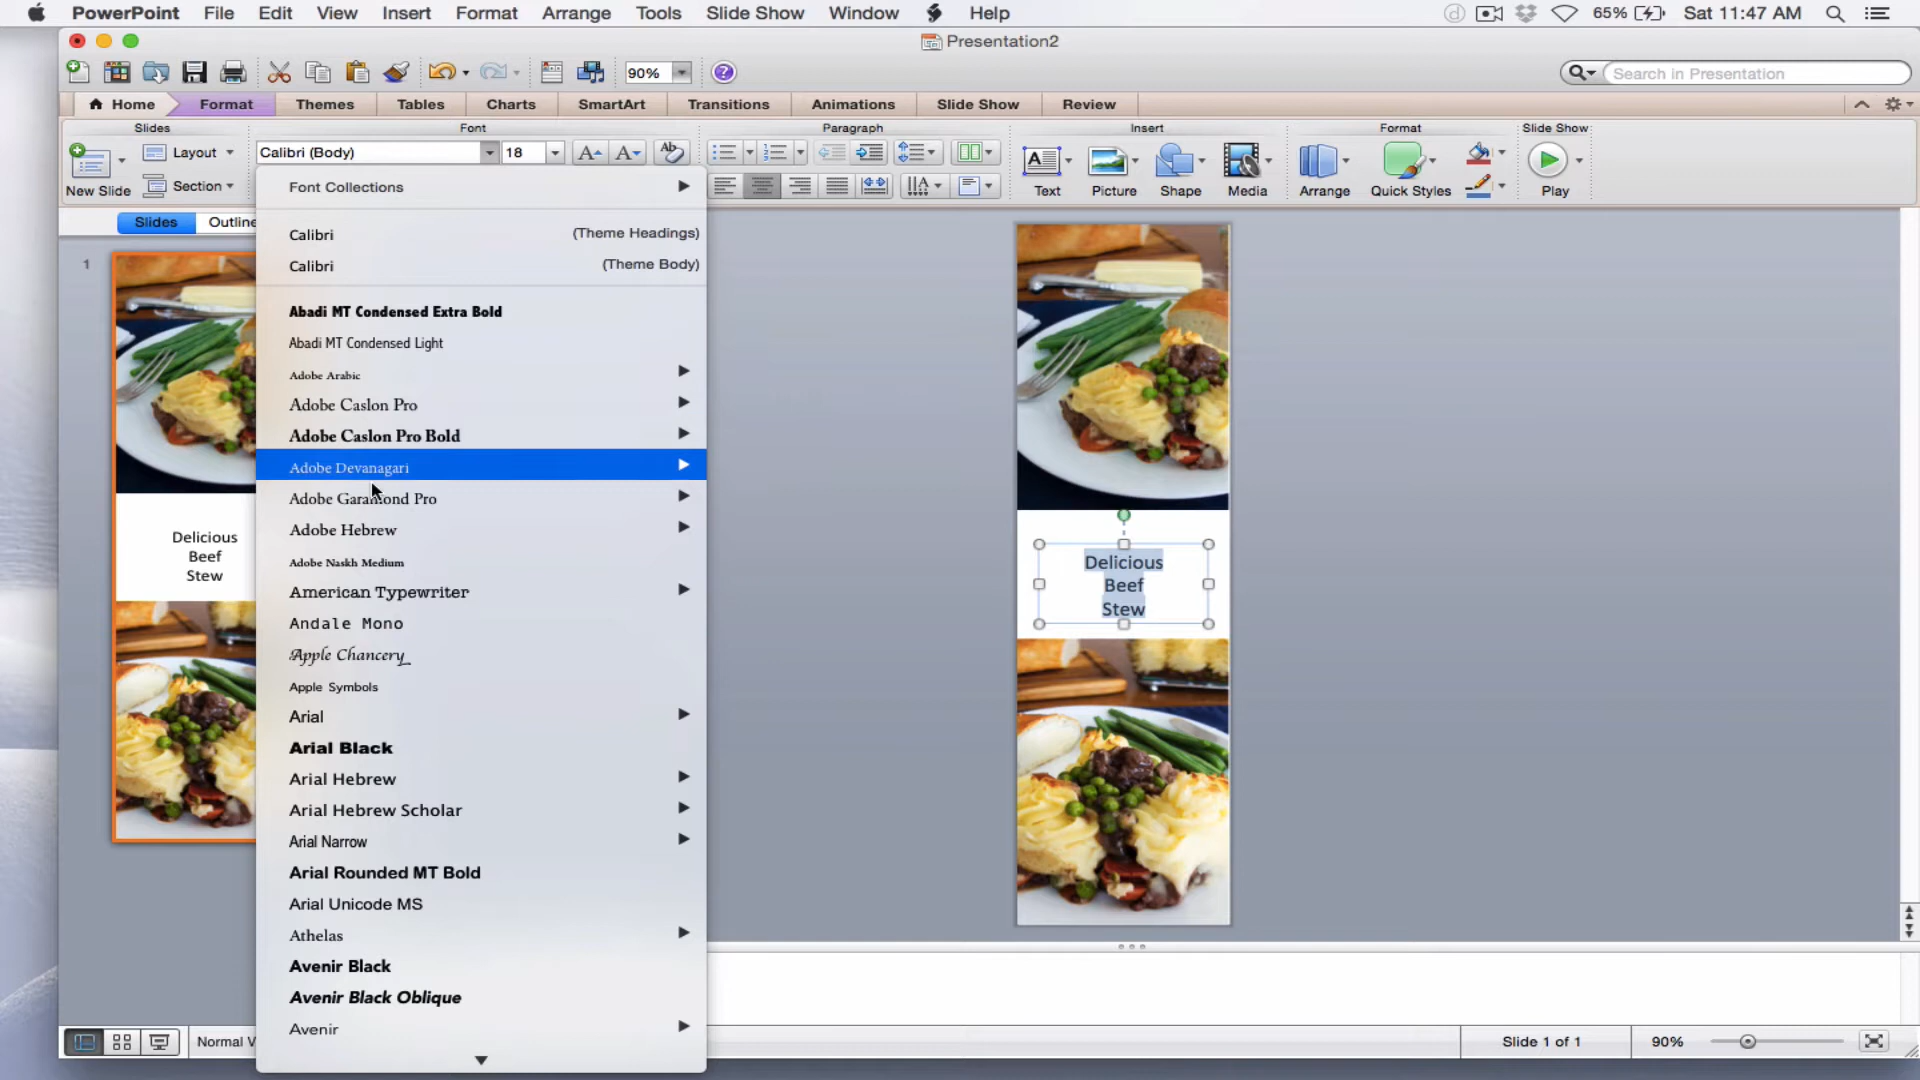 PowerPoint File Edit View Insert Format Arrange Tools Slide Show Window Help 65% Sat 11:47 AM
Presentation2
90% Search in Presentation
Home Format Themes Tables Charts SmartArt Transitions Animations Slide Show Review
Slides Font Paragraph Insert Format Slide Show
Layout Calibri (Body) 18
New Slide Section Text Picture Shape Media Arrange Quick Styles Play
Slides Outline
1
Font Collections
Calibri (Theme Headings)
Calibri (Theme Body)
Abadi MT Condensed Extra Bold
Abadi MT Condensed Light
Adobe Arabic
Adobe Caslon Pro
Adobe Caslon Pro Bold
Adobe Devanagari
Adobe Garamond Pro
Adobe Hebrew
Adobe Naskh Medium
American Typewriter
Andale Mono
Apple Chancery
Apple Symbols
Arial
Arial Black
Arial Hebrew
Arial Hebrew Scholar
Arial Narrow
Arial Rounded MT Bold
Arial Unicode MS
Athelas
Avenir Black
Avenir Black Oblique
Avenir
Delicious
Beef
Stew
Delicious
Beef
Stew
Normal V
Slide 1 of 1 90%